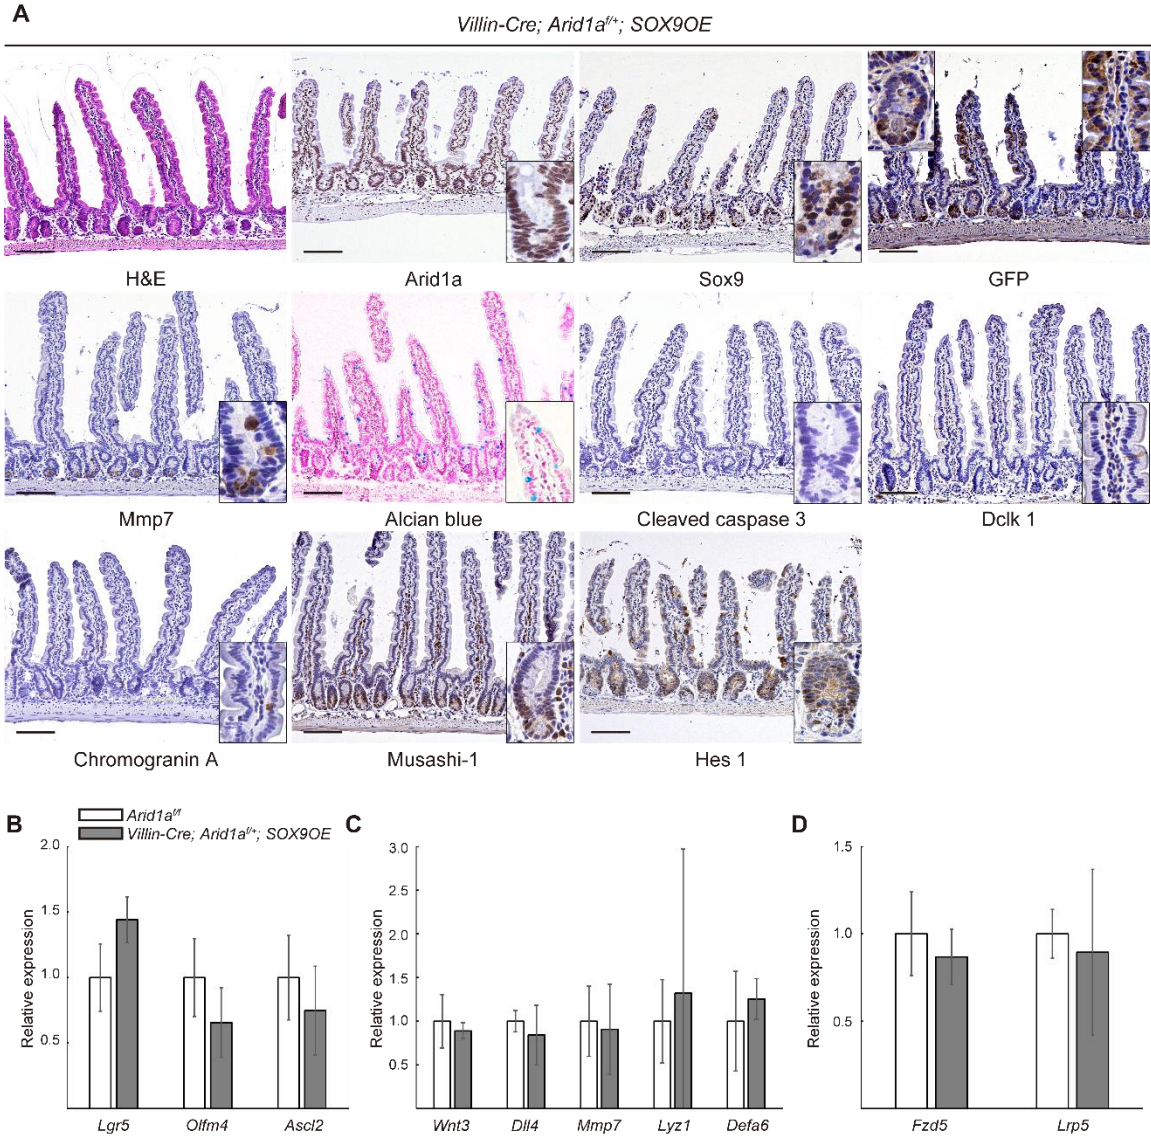 A
Villin-Cre; Arid1a^f/+; SOX9OE
H&E
Arid1a
Sox9
GFP
Mmp7
Alcian blue
Cleaved caspase 3
Dclk 1
Chromogranin A
Musashi-1
Hes 1
B
Arid1a^f/f
Villin-Cre; Arid1a^f/+; SOX9OE
Relative expression
2.0
1.5
1.0
0.5
Lgr5
Olfm4
Ascl2
C
Relative expression
3.0
2.5
2.0
1.5
1.0
0.5
Wnt3
Dll4
Mmp7
Lyz1
Defa6
D
Relative expression
1.5
1.0
0.5
Fzd5
Lrp5